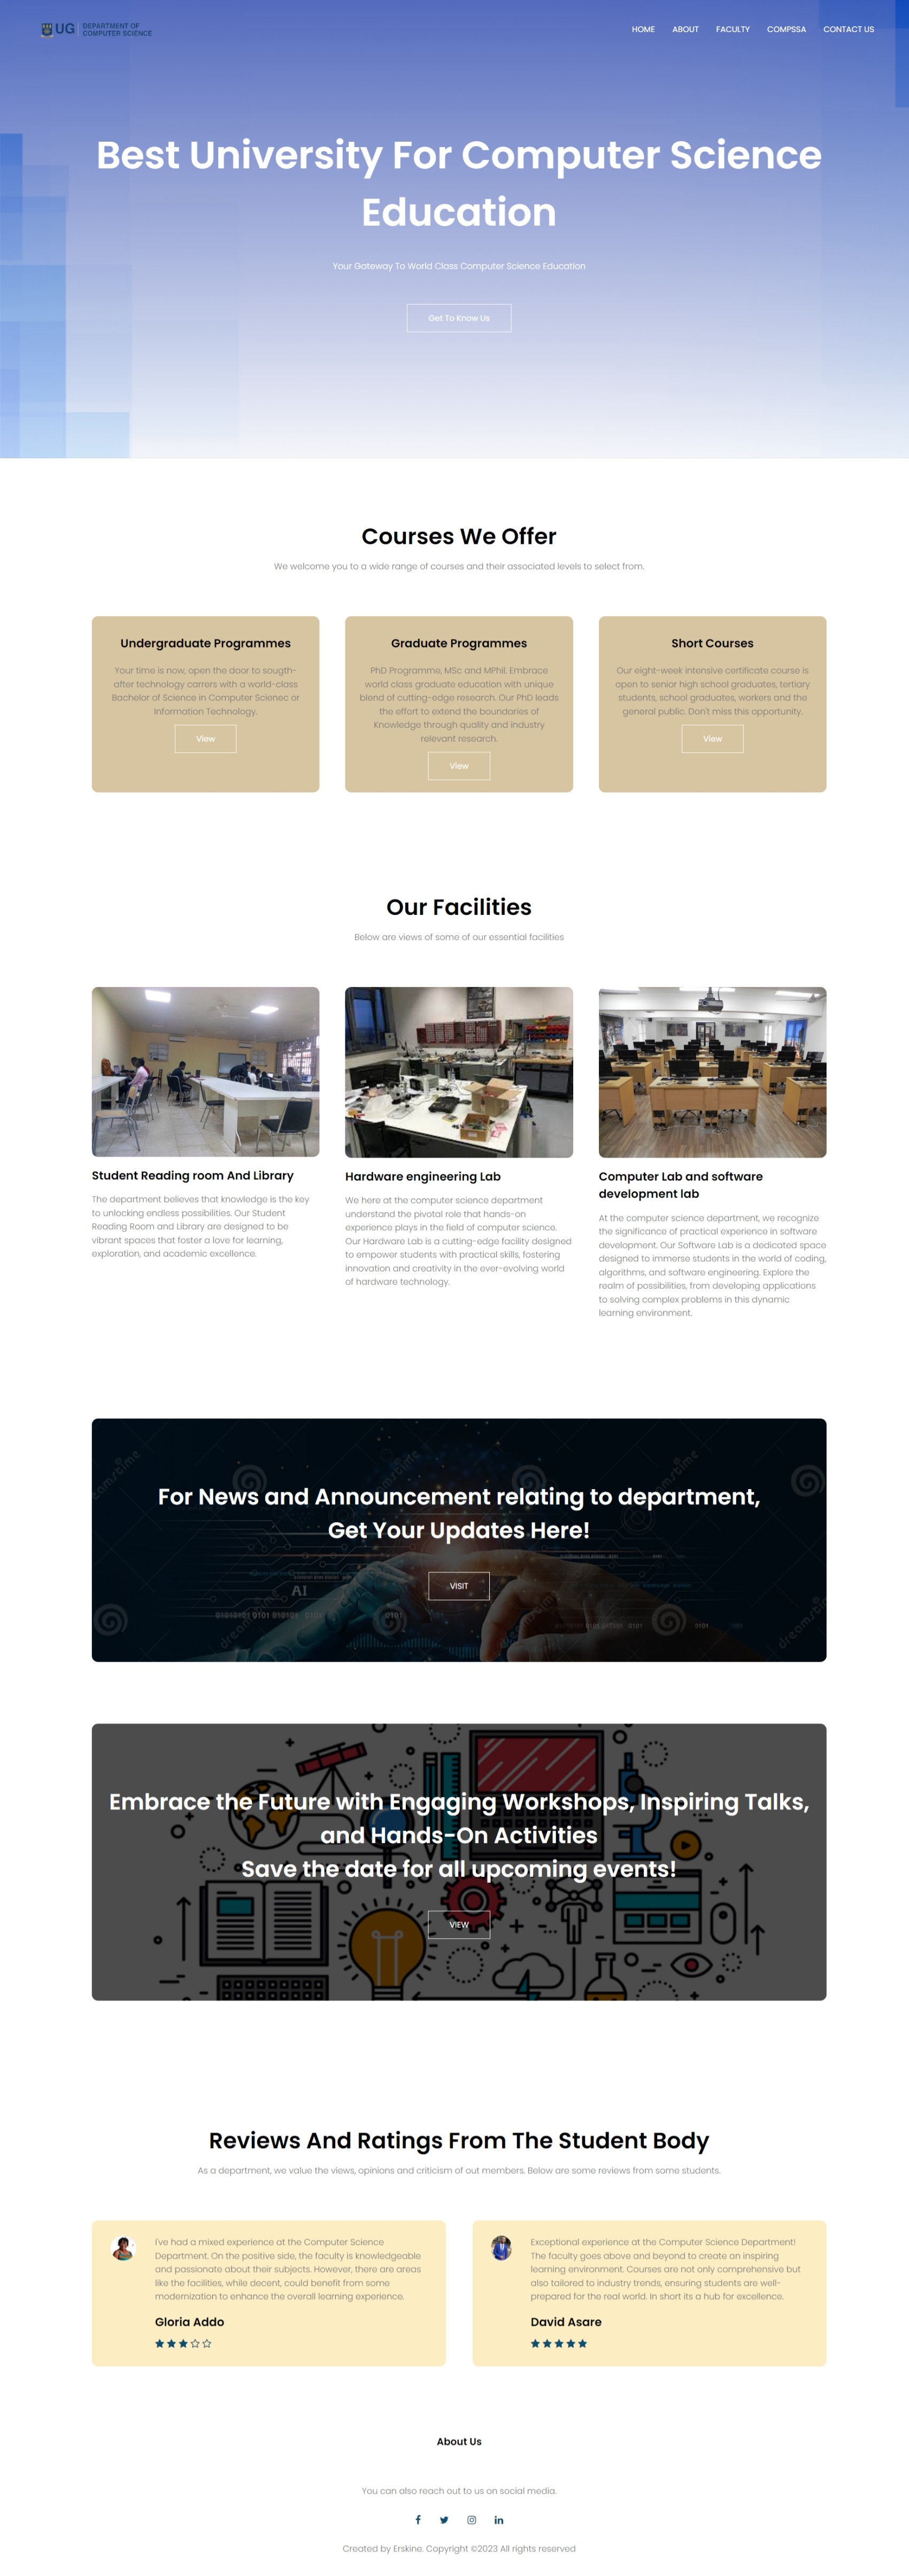 UG DEPARTMENT OF
COMPUTER SCIENCE
HOME ABOUT FACULTY COMPSSA CONTACT US
Best University For Computer Science
Education
Your Gateway To World Class Computer Science Education
Get To Know Us
Courses We Offer
We welcome you to a wide range of courses and their associated levels to select from.
Undergraduate Programmes
Your time is now, open the door to sougth-
after technology carrers with a world-class
Bachelor of Science in Computer Scienec or
Information Technology.
View
Graduate Programmes
PhD Programme, MSc and MPhil. Embrace
world class graduate education with unique
blend of cutting-edge research. Our PhD leads
the effort to extend the boundaries of
Knowledge through quality and industry
relevant research.
View
Short Courses
Our eight-week intensive certificate course is
open to senior high school graduates, tertiary
students, school graduates, workers and the
general public. Don't miss this opportunity.
View
Our Facilities
Below are views of some of our essential facilities
Student Reading room And Library
The department believes that knowledge is the key
to unlocking endless possibilities. Our Student
Reading Room and Library are designed to be
vibrant spaces that foster a love for learning,
exploration, and academic excellence.
Hardware engineering Lab
We here at the computer science department
understand the pivotal role that hands-on
experience plays in the field of computer science.
Our Hardware Lab is a cutting-edge facility designed
to empower students with practical skills, fostering
innovation and creativity in the ever-evolving world
of hardware technology.
Computer Lab and software
development lab
At the computer science department, we recognize
the significance of practical experience in software
development. Our Software Lab is a dedicated space
designed to immerse students in the world of coding,
algorithms, and software engineering. Explore the
realm of possibilities, from developing applications
to solving complex problems in this dynamic
learning environment.
For News and Announcement relating to department,
Get Your Updates Here!
VISIT
AI
dreamstime
Embrace the Future with Engaging Workshops, Inspiring Talks,
and Hands-On Activities
Save the date for all upcoming events!
VIEW
Reviews And Ratings From The Student Body
As a department, we value the views, opinions and criticism of out members. Below are some reviews from some students.
I've had a mixed experience at the Computer Science
Department. On the positive side, the faculty is knowledgeable
and passionate about their subjects. However, there are areas
like the facilities, while decent, could benefit from some
modernization to enhance the overall learning experience.
Gloria Addo
Exceptional experience at the Computer Science Department!
The faculty goes above and beyond to create an inspiring
learning environment. Courses are not only comprehensive but
also tailored to industry trends, ensuring students are well-
prepared for the real world. In short its a hub for excellence.
David Asare
About Us
You can also reach out to us on social media.
Created by Erskine. Copyright ©2023 All rights reserved